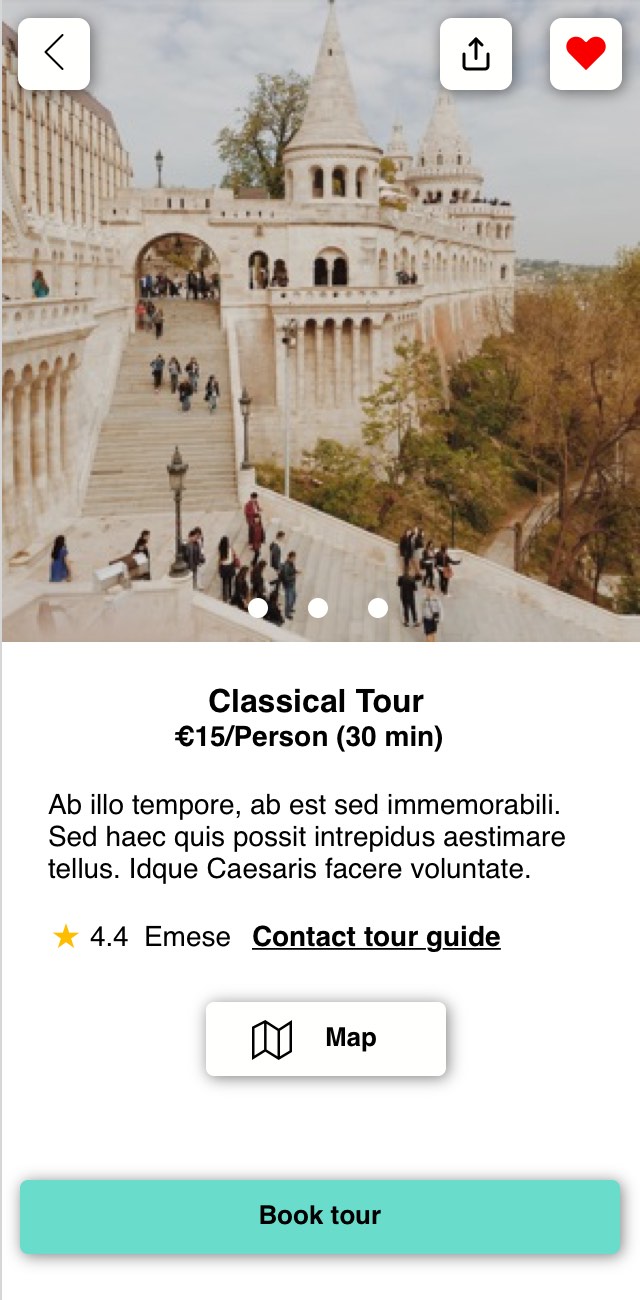 Classical Tour
€15/Person (30 min)
Ab illo tempore, ab est sed immemorabili.
Sed haec quis possit intrepidus aestimare
tellus. Idque Caesaris facere voluntate.
4.4 Emese Contact tour guide
Map
Book tour